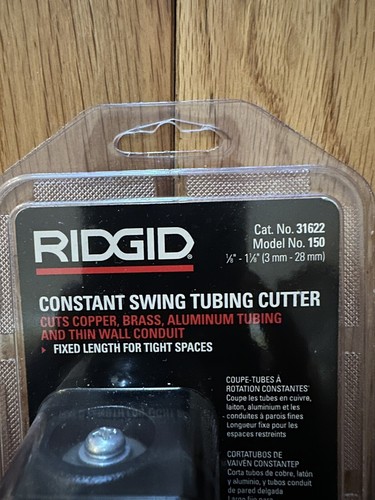 RIDGID
Cat. No. 31622
Model No. 150
⅛" - 1⅛" (3 mm - 28 mm)
CONSTANT SWING TUBING CUTTER
CUTS COPPER, BRASS, ALUMINUM TUBING
AND THIN WALL CONDUIT
FIXED LENGTH FOR TIGHT SPACES
COUPE-TUBES À
ROTATION CONSTANTES
Coupe les tubes en cuivre,
laiton, aluminium et les
conduites à parois fines
Longueur fixe pour les
espaces restreints
CORTATUBOS DE
VAIVEN CONSTANTEP
Corta tubos de cobre, latón
y aluminio, y tubos conduit
de pared delgada